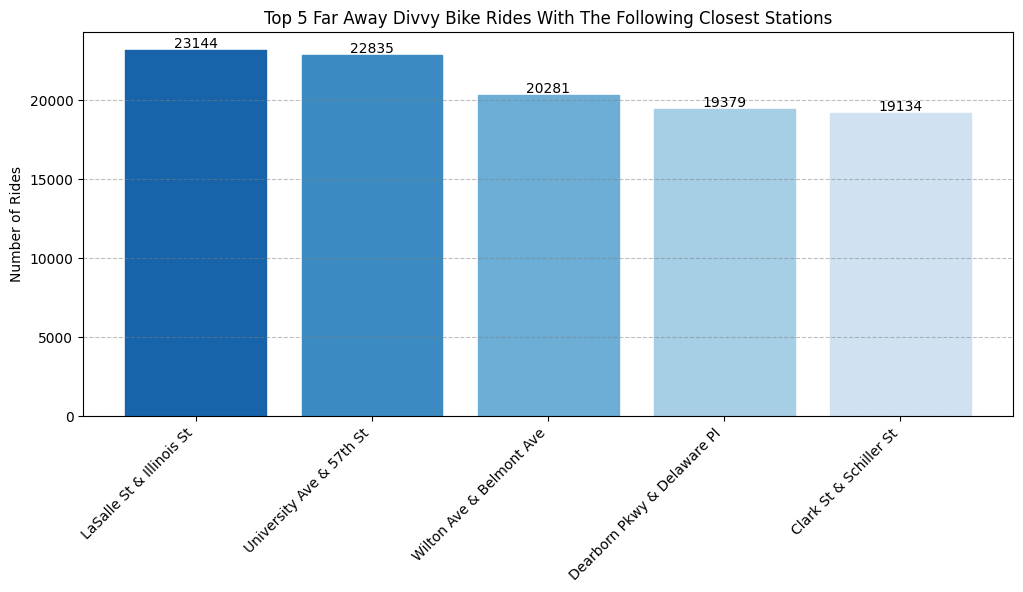 Top 5 Far Away Divvy Bike Rides With The Following Closest Stations
23144
22835
20281
19379
19134
Number of Rides
20000
15000
10000
5000
0
LaSalle St & Illinois St
University Ave & 57th St
Wilton Ave & Belmont Ave
Dearborn Pkwy & Delaware Pl
Clark St & Schiller St